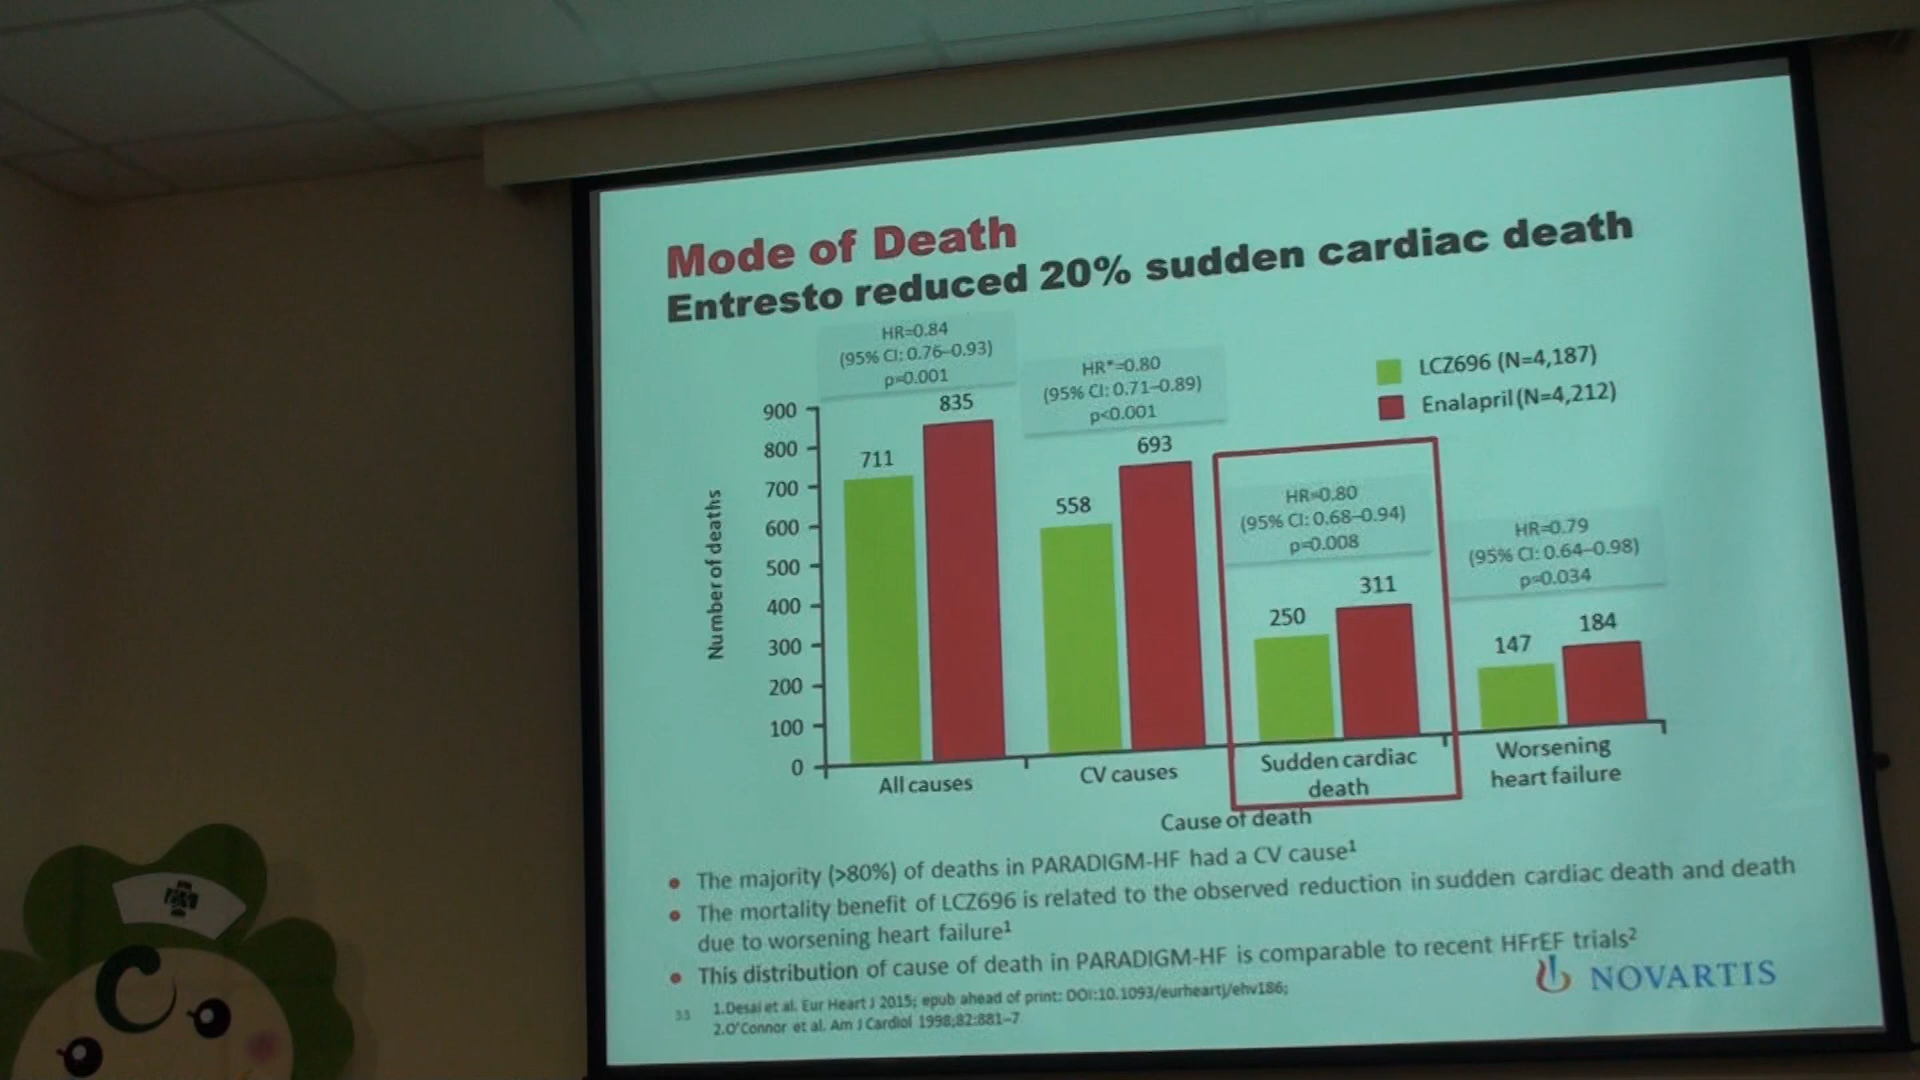 Mode of Death
Entresto reduced 20% sudden cardiac death
HR=0.84
(95% CI: 0.76–0.93)
p=0.001
HR*=0.80
(95% CI: 0.71–0.89)
p<0.001
HR=0.80
(95% CI: 0.68–0.94)
p=0.008
HR=0.79
(95% CI: 0.64–0.98)
p=0.034
LCZ696 (N=4,187)
Enalapril (N=4,212)
Number of deaths
900
800
700
600
500
400
300
200
100
0
711
835
558
693
250
311
147
184
All causes
CV causes
Sudden cardiac
death
Worsening
heart failure
Cause of death
• The majority (>80%) of deaths in PARADIGM-HF had a CV cause¹
• The mortality benefit of LCZ696 is related to the observed reduction in sudden cardiac death and death
due to worsening heart failure¹
• This distribution of cause of death in PARADIGM-HF is comparable to recent HFrEF trials²
NOVARTIS
33
1.Desai et al. Eur Heart J 2015; epub ahead of print: DOI:10.1093/eurheartj/ehv186;
2.O'Connor et al. Am J Cardiol 1998;82:881–7